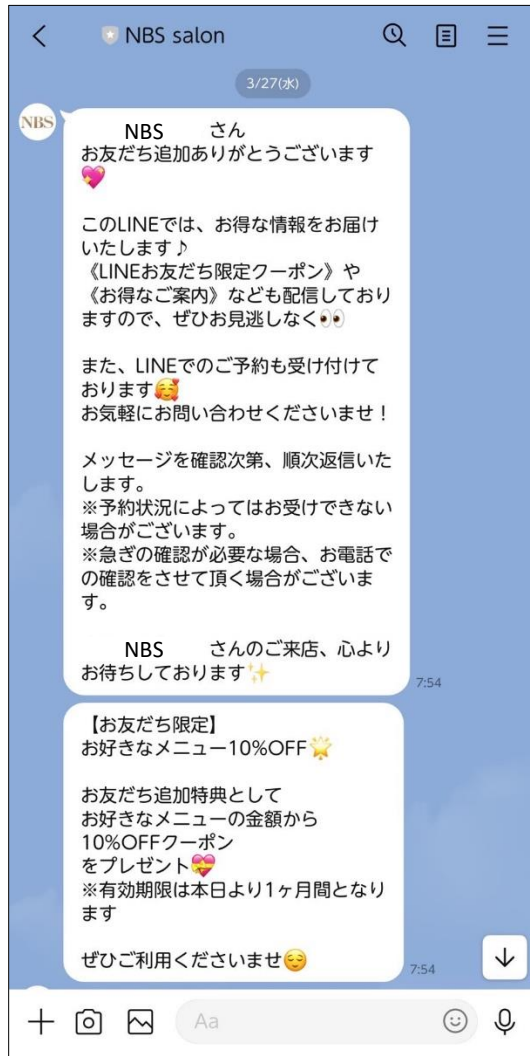 NBS salon
3/27(水)
NBS
NBS さん
お友だち追加ありがとうございます
💖
このLINEでは、お得な情報をお届け
いたします♪
《LINEお友だち限定クーポン》や
《お得なご案内》なども配信しており
ますので、ぜひお見逃しなく👀
また、LINEでのご予約も受け付けて
おります🥰
お気軽にお問い合わせくださいませ！
メッセージを確認次第、順次返信いた
します。
※予約状況によってはお受けできない
場合がございます。
※急ぎの確認が必要な場合、お電話で
の確認をさせて頂く場合がございま
す。
NBS さんのご来店、心より
お待ちしております✨
7:54
【お友だち限定】
お好きなメニュー10%OFF🌟
お友だち追加特典として
お好きなメニューの金額から
10%OFFクーポン
をプレゼント💝
※有効期限は本日より1ヶ月間となり
ます
ぜひご利用くださいませ😌
7:54
Aa